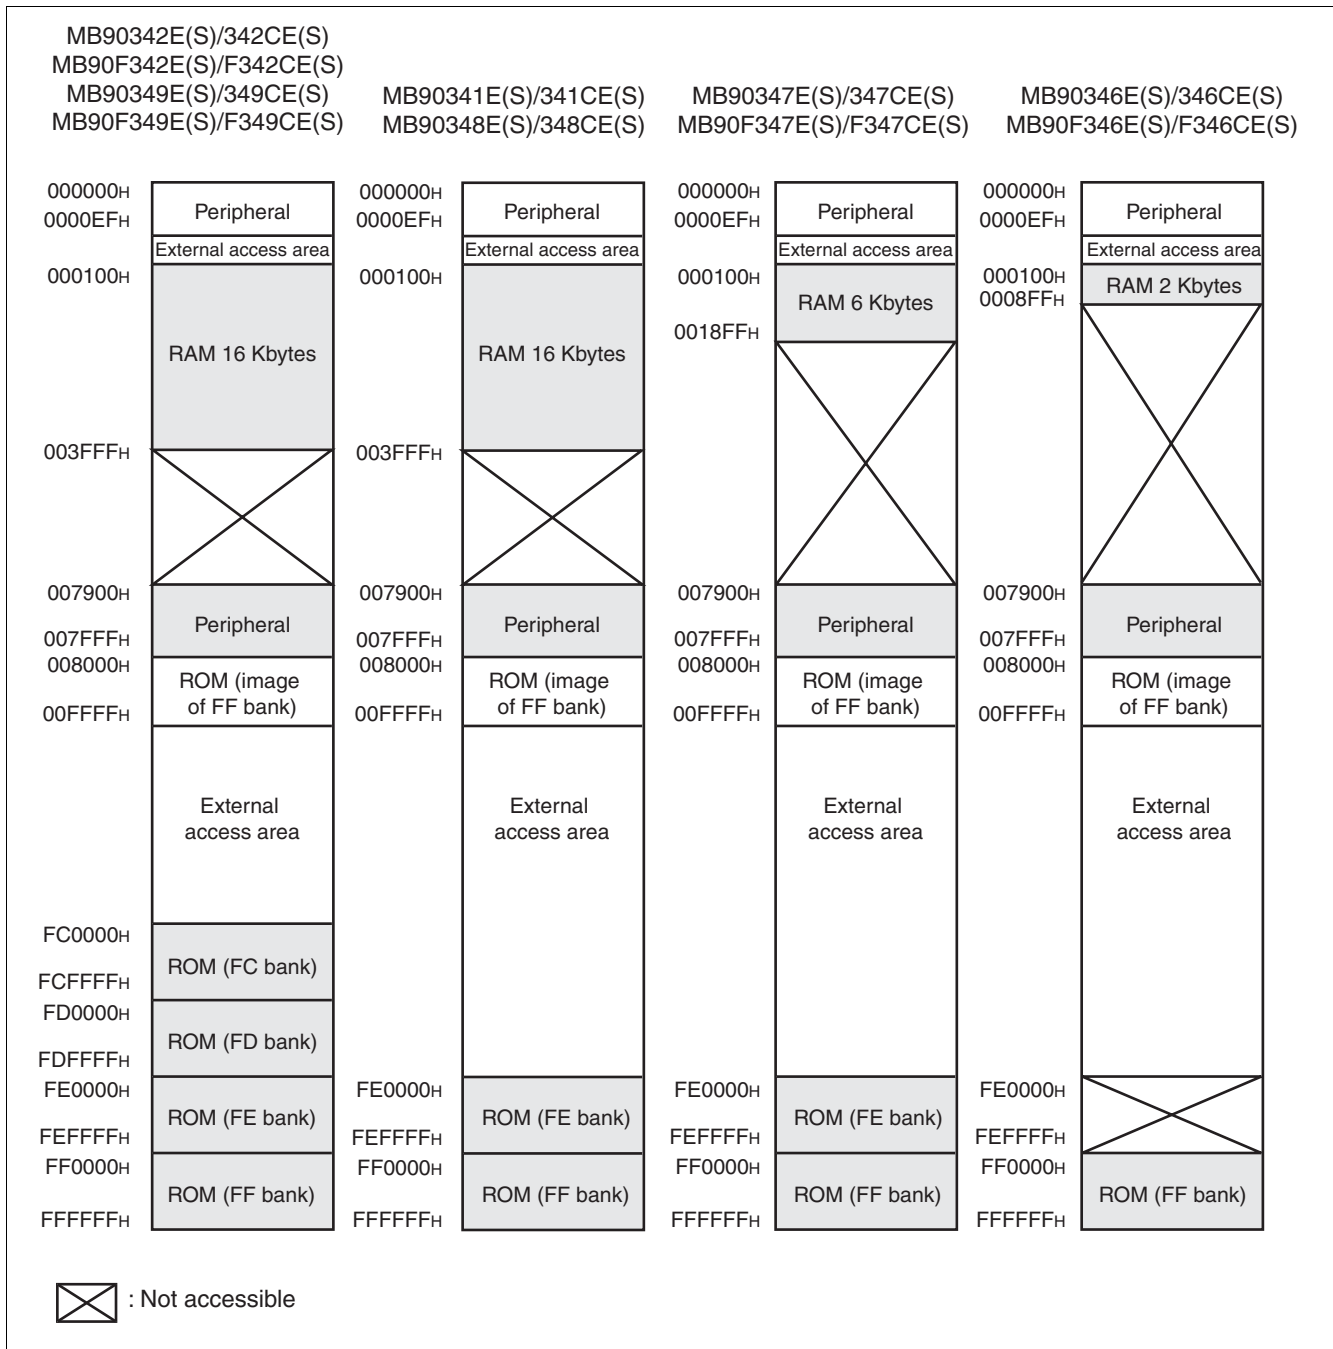 MB90342E(S)/342CE(S)
MB90F342E(S)/F342CE(S)
MB90349E(S)/349CE(S)
MB90F349E(S)/F349CE(S)
000000H
0000EFH
Peripheral
External access area
000100H
RAM 16 Kbytes
003FFFH
007900H
Peripheral
007FFFH
008000H
ROM (image
of FF bank)
00FFFFH
External
access area
FC0000H
ROM (FC bank)
FCFFFFH
FD0000H
ROM (FD bank)
FDFFFFH
FE0000H
ROM (FE bank)
FEFFFFH
FF0000H
ROM (FF bank)
FFFFFFH
MB90341E(S)/341CE(S)
MB90348E(S)/348CE(S)
000000H
0000EFH
Peripheral
External access area
000100H
RAM 16 Kbytes
003FFFH
007900H
Peripheral
007FFFH
008000H
ROM (image
of FF bank)
00FFFFH
External
access area
FE0000H
ROM (FE bank)
FEFFFFH
FF0000H
ROM (FF bank)
FFFFFFH
MB90347E(S)/347CE(S)
MB90F347E(S)/F347CE(S)
000000H
0000EFH
Peripheral
External access area
000100H
RAM 6 Kbytes
0018FFH
007900H
Peripheral
007FFFH
008000H
ROM (image
of FF bank)
00FFFFH
External
access area
FE0000H
ROM (FE bank)
FEFFFFH
FF0000H
ROM (FF bank)
FFFFFFH
MB90346E(S)/346CE(S)
MB90F346E(S)/F346CE(S)
000000H
0000EFH
Peripheral
External access area
000100H
RAM 2 Kbytes
0008FFH
007900H
Peripheral
007FFFH
008000H
ROM (image
of FF bank)
00FFFFH
External
access area
FE0000H
FEFFFFH
FF0000H
ROM (FF bank)
FFFFFFH
: Not accessible